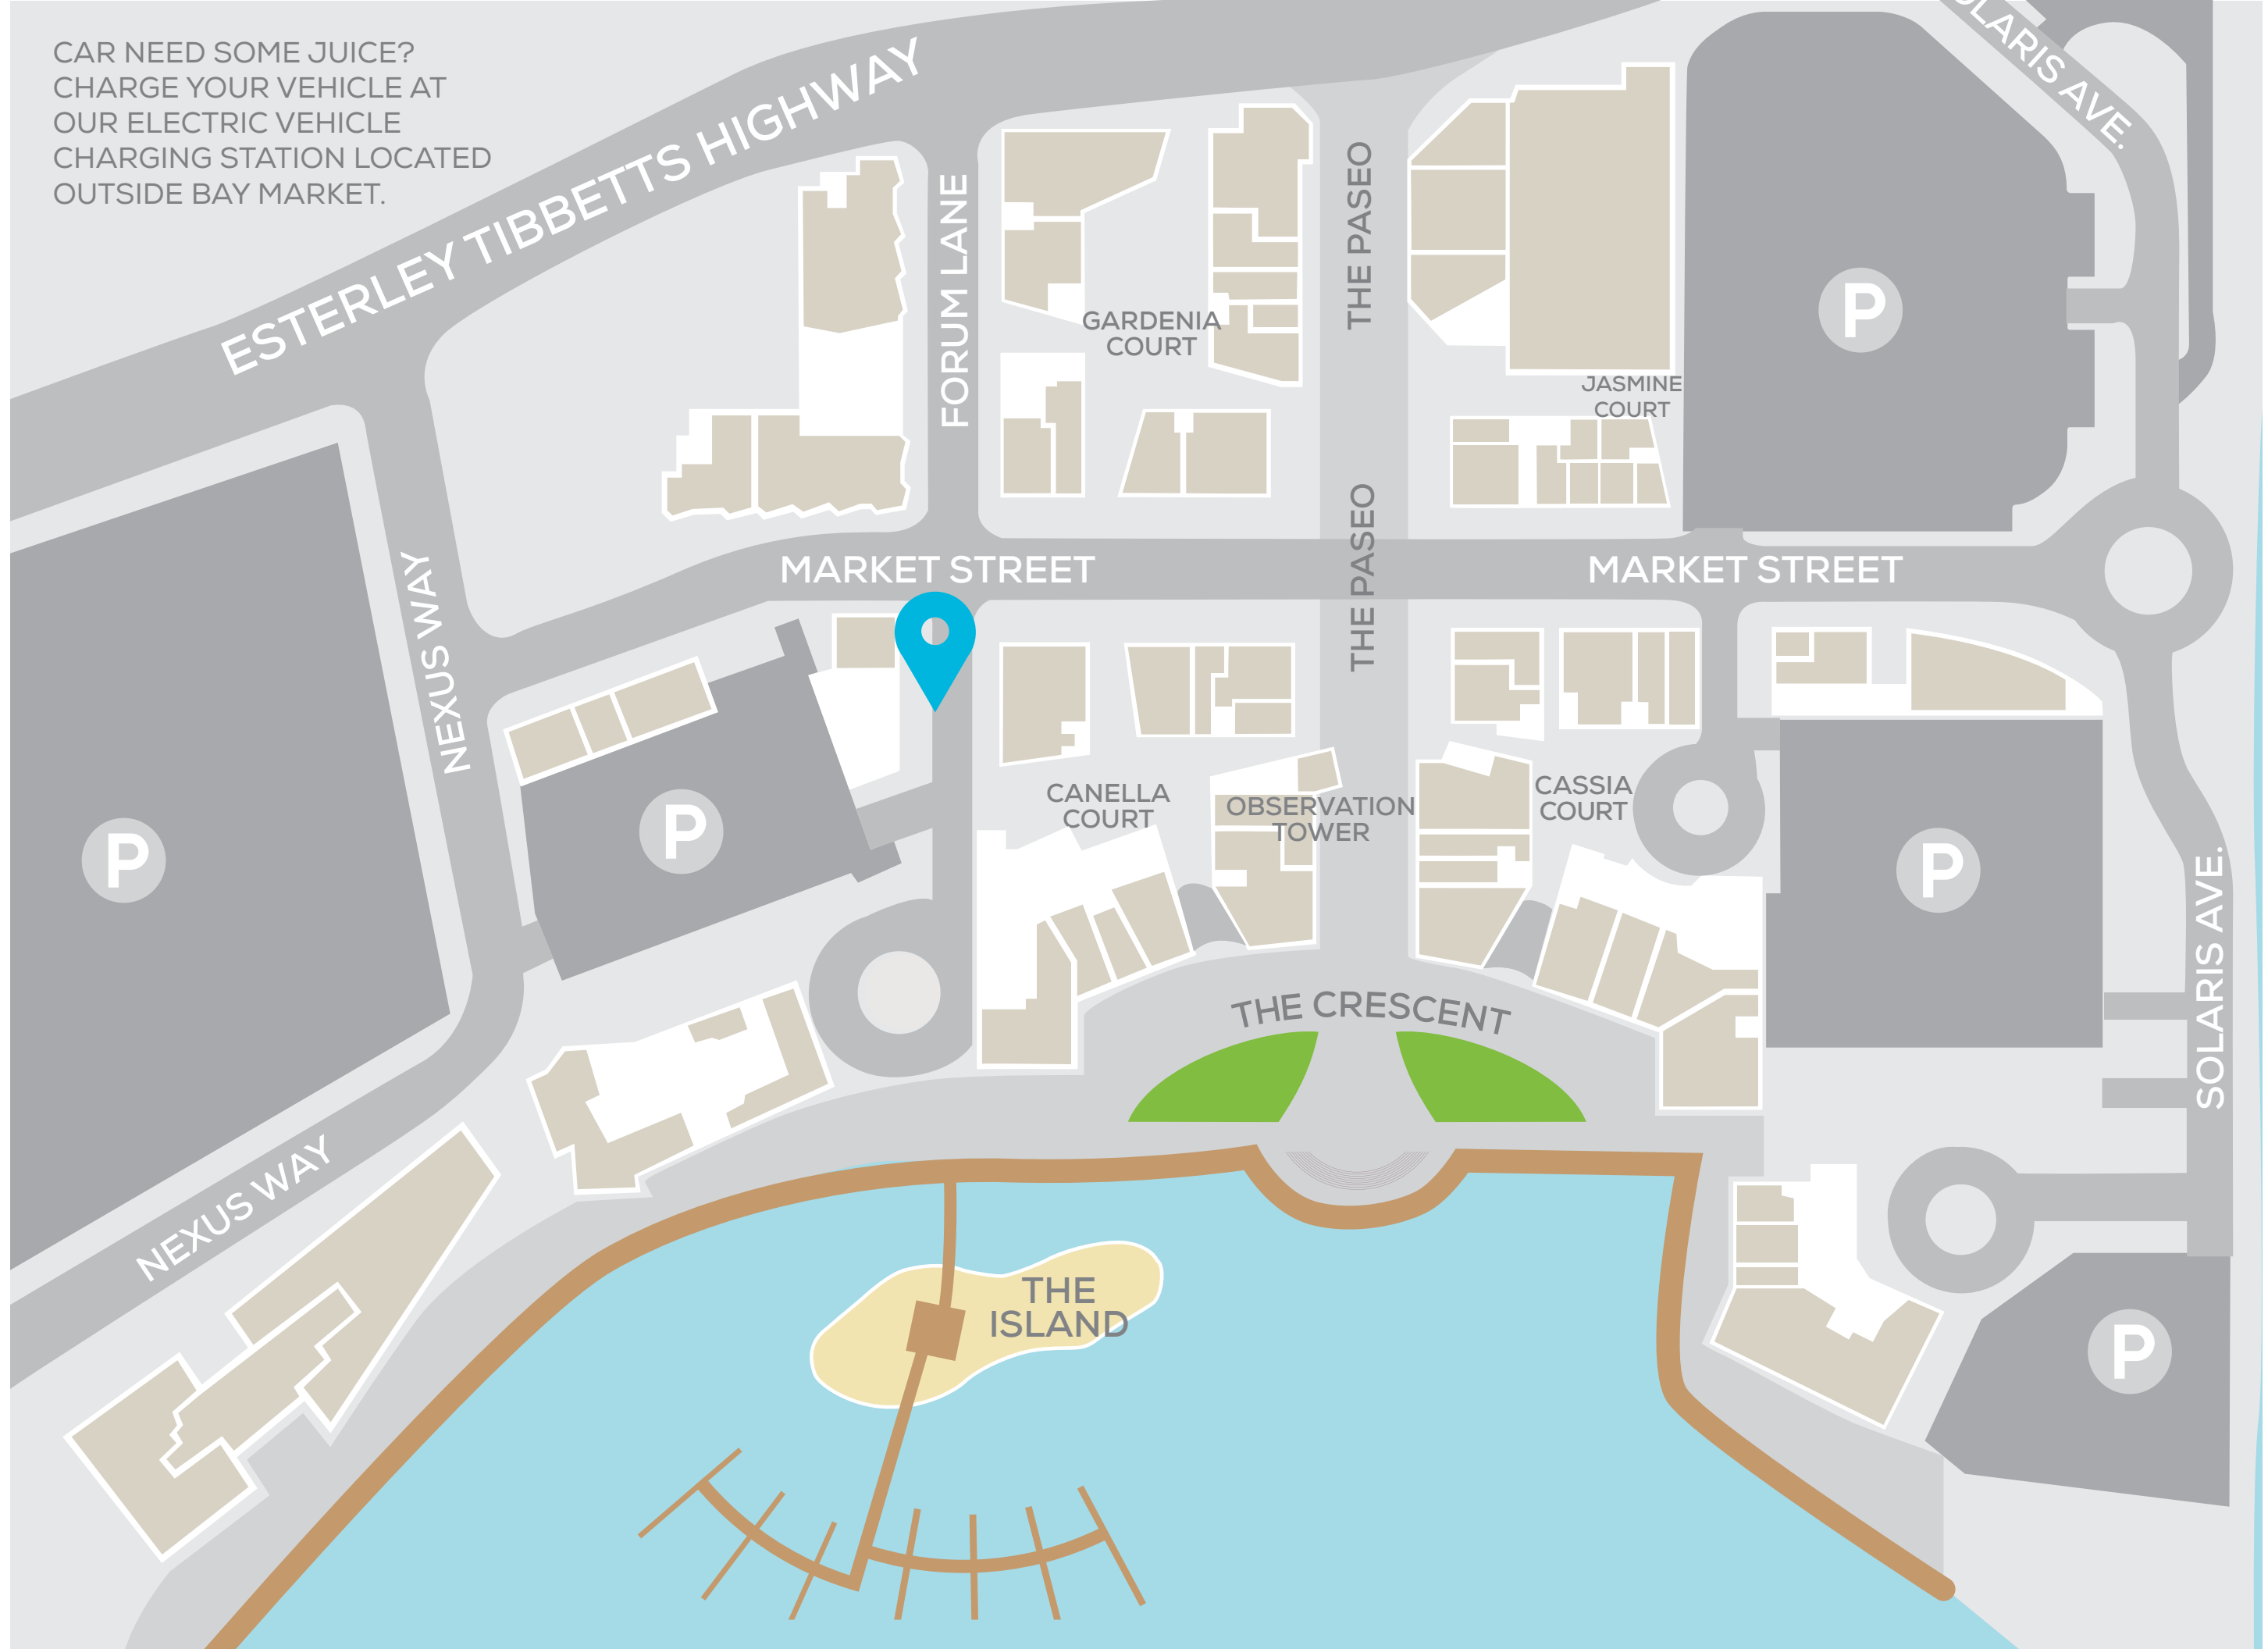 CAR NEED SOME JUICE?
CHARGE YOUR VEHICLE AT
OUR ELECTRIC VEHICLE
CHARGING STATION LOCATED
OUTSIDE BAY MARKET.
ESTERLEY TIBBETTS HIGHWAY
SOLARIS AVE.
FORUM LANE
THE PASEO
GARDENIA
COURT
JASMINE
COURT
P
NEXUS WAY
MARKET STREET
THE PASEO
MARKET STREET
P
P
CANELLA
COURT
OBSERVATION
TOWER
CASSIA
COURT
P
SOLARIS AVE.
THE CRESCENT
NEXUS WAY
THE
ISLAND
P